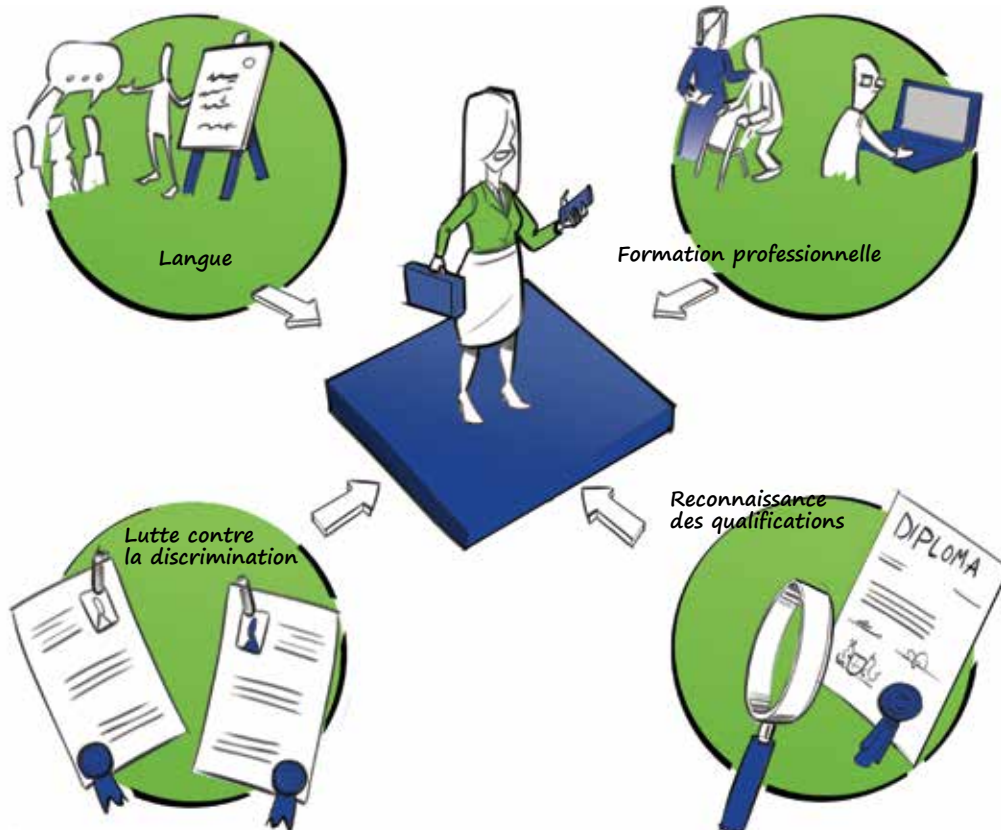 Langue
Formation professionnelle
Lutte contre
la discrimination
Reconnaissance
des qualifications
DIPLOMA